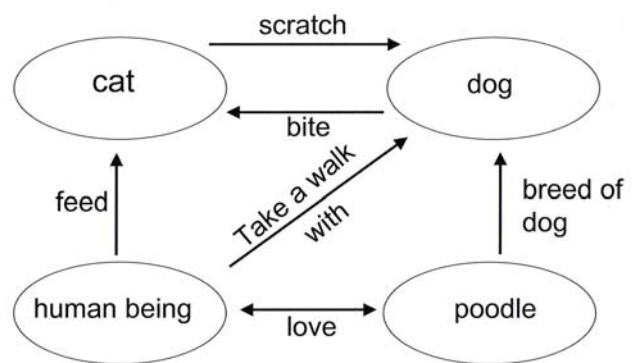 scratch
cat
dog
bite
Take a walk
with
feed
breed of
dog
human being
love
poodle